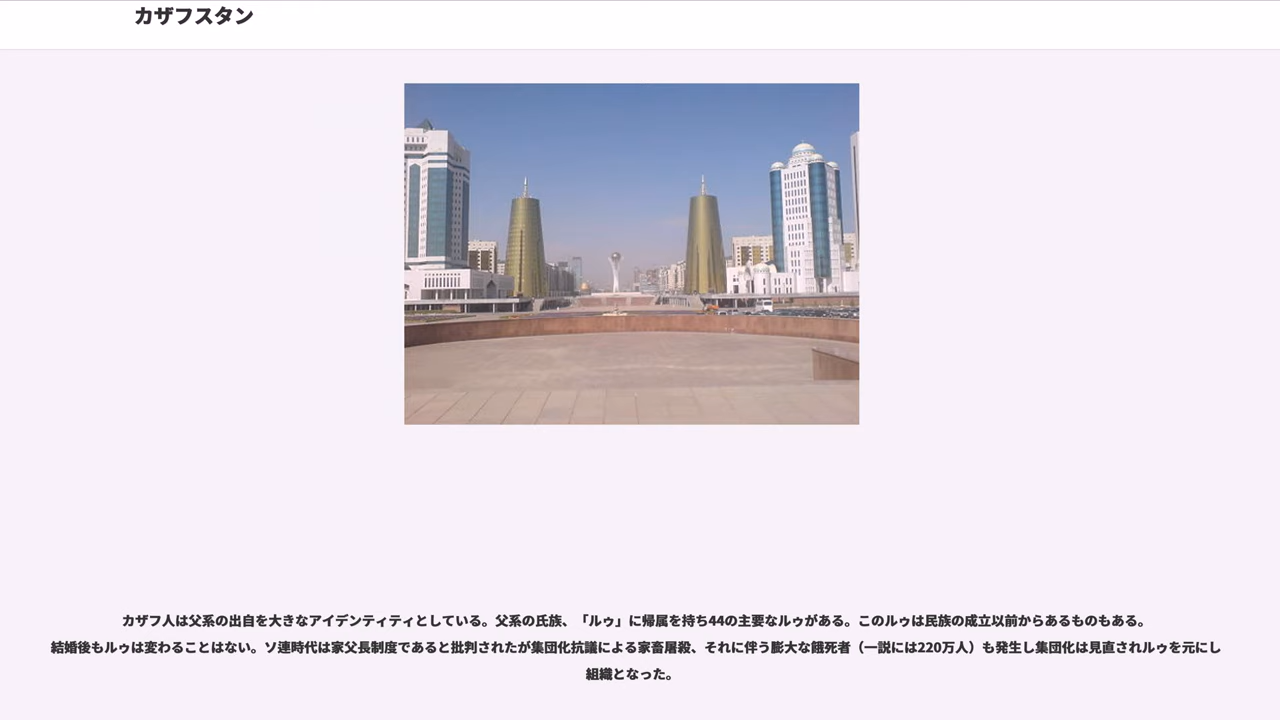 カザフスタン
カザフ人は父系の出自を大きなアイデンティティとしている。父系の氏族、「ルゥ」に帰属を持ち44の主要なルゥがある。このルゥは民族の成立以前からあるものもある。
結婚後もルゥは変わることはない。ソ連時代は家父長制度であると批判されたが集団化抗議による家畜屠殺、それに伴う膨大な餓死者（一説には220万人）も発生し集団化は見直されルゥを元にし
組織となった。